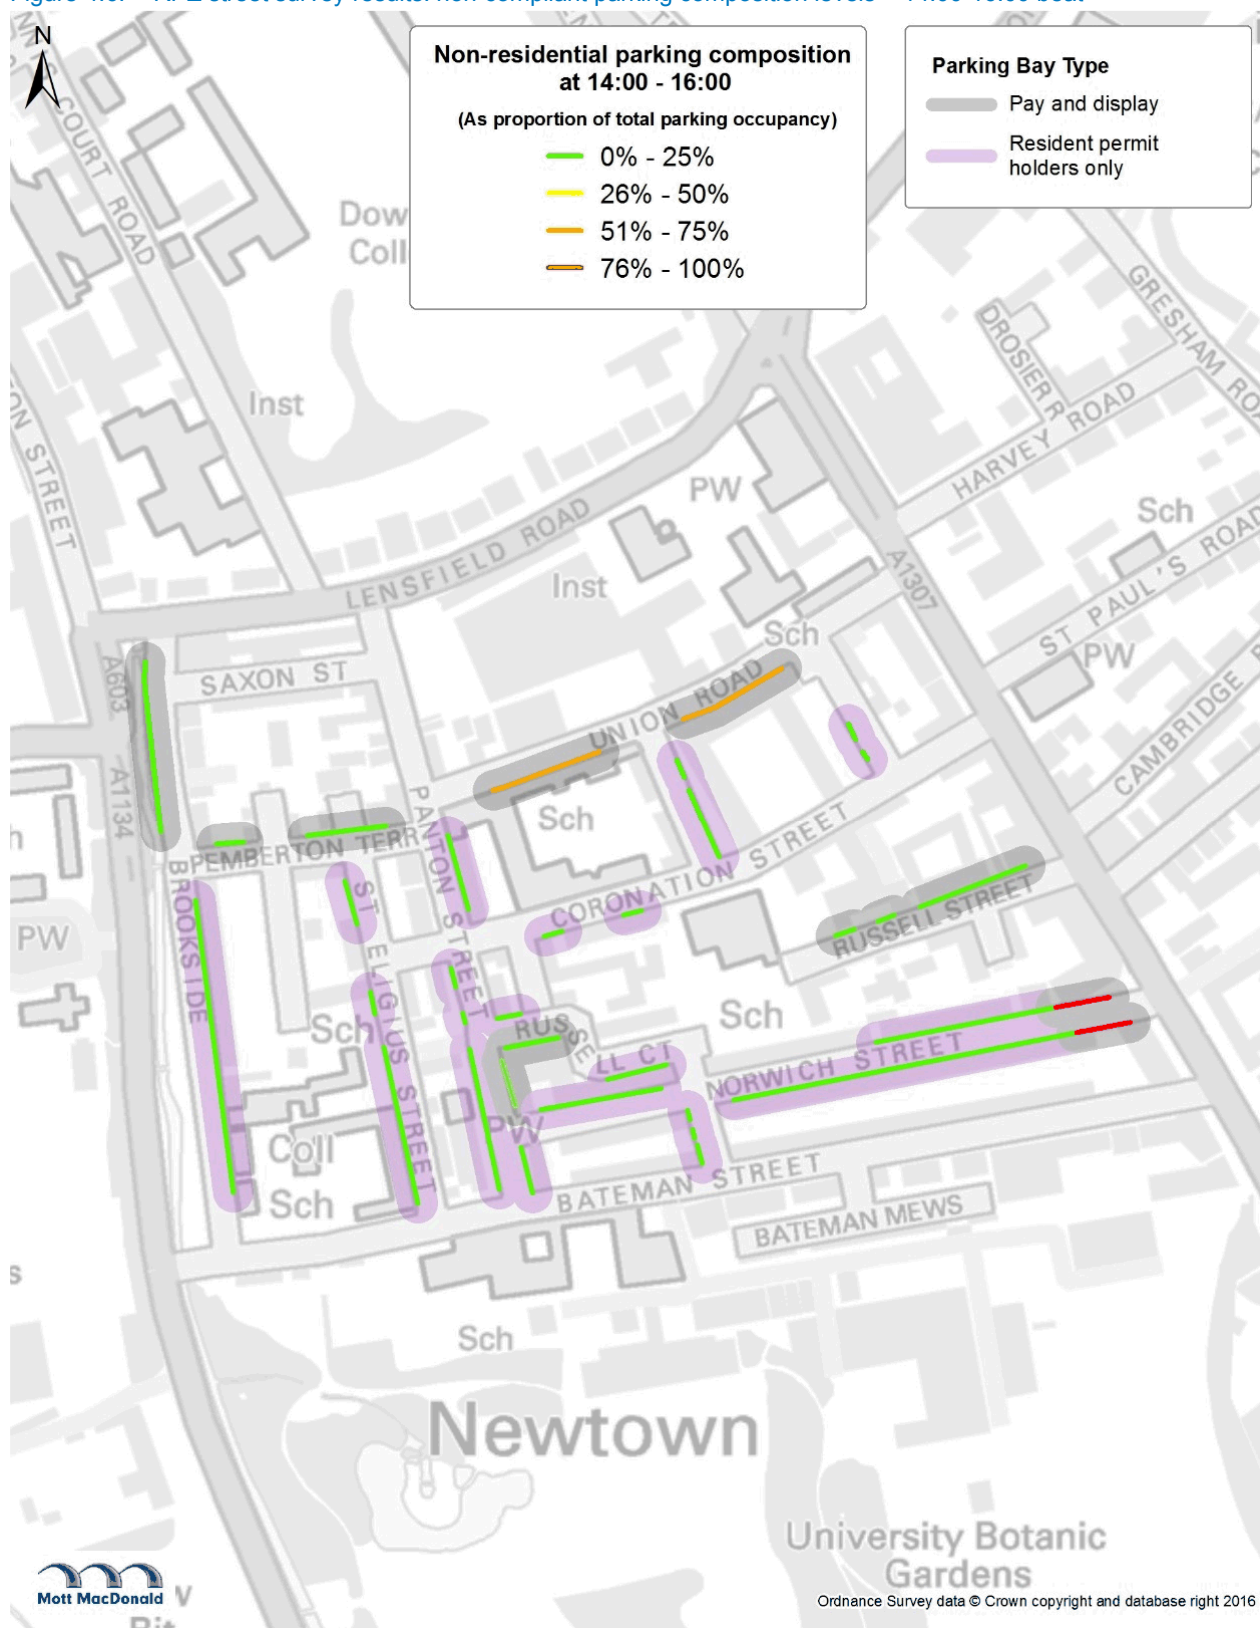 N
Non-residential parking composition
at 14:00 - 16:00
(As proportion of total parking occupancy)
0% - 25%
26% - 50%
51% - 75%
76% - 100%
Parking Bay Type
Pay and display
Resident permit
holders only
COURT ROAD
Dow
Coll
Inst
STREET
GRESHAM RO
DROSIER R
HARVEY ROAD
PW
Sch
LENSFIELD ROAD
A1307
ST PAUL'S ROAD
Inst
Sch
PW
A603
SAXON ST
UNION ROAD
CAMBRIDGE
A1134
PANTON STREET
Sch
PEMBERTON TERR
BROOKSIDE
ST ELIGIUS STREET
CORONATION STREET
RUSSELL STREET
PW
Sch
RUSSELL CT
Sch
NORWICH STREET
PW
Coll
Sch
BATEMAN STREET
BATEMAN MEWS
Sch
Newtown
University Botanic
Gardens
Mott MacDonald
Ordnance Survey data © Crown copyright and database right 2016